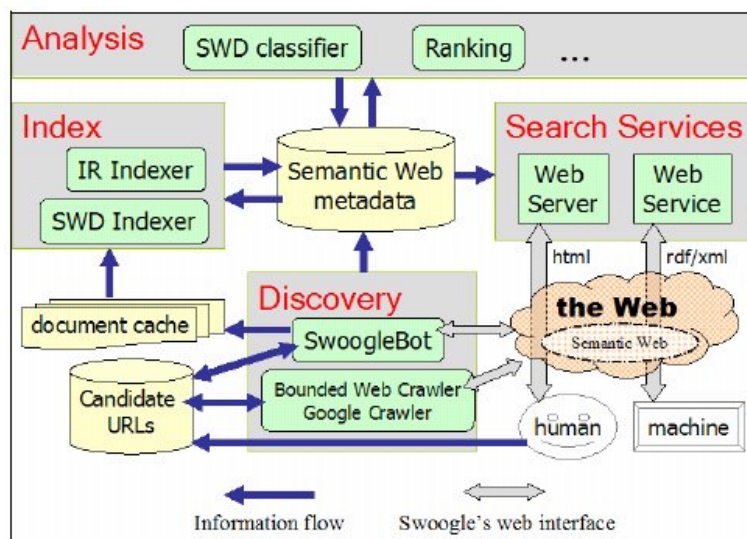 Analysis
SWD classifier
Ranking
...
Index
IR Indexer
SWD Indexer
Semantic Web
metadata
Search Services
Web
Server
Web
Service
html
rdf/xml
document cache
Discovery
SwoogleBot
Bounded Web Crawler
Google Crawler
the Web
Semantic Web
Candidate
URLs
human
machine
Information flow
Swoogle's web interface